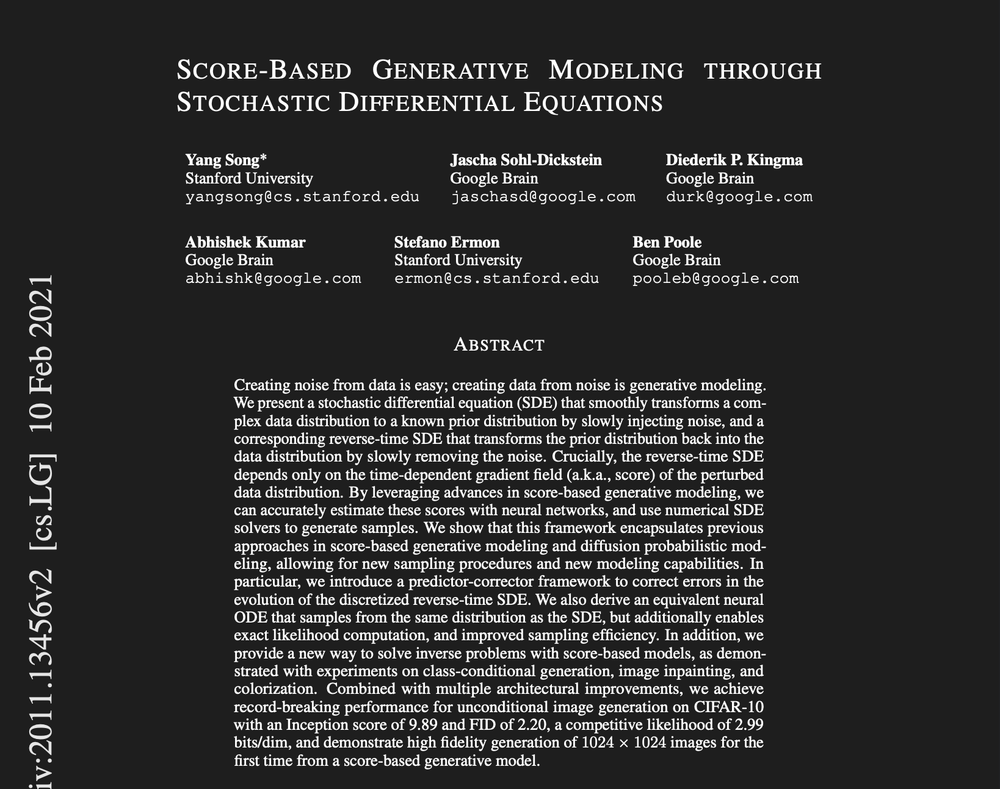 SCORE-BASED GENERATIVE MODELING THROUGH
STOCHASTIC DIFFERENTIAL EQUATIONS
Yang Song* Jascha Sohl-Dickstein Diederik P. Kingma
Stanford University Google Brain Google Brain
yangsong@cs.stanford.edu jaschasd@google.com durk@google.com
Abhishek Kumar Stefano Ermon Ben Poole
Google Brain Stanford University Google Brain
abhishk@google.com ermon@cs.stanford.edu pooleb@google.com
ABSTRACT
Creating noise from data is easy; creating data from noise is generative modeling.
We present a stochastic differential equation (SDE) that smoothly transforms a com-
plex data distribution to a known prior distribution by slowly injecting noise, and a
corresponding reverse-time SDE that transforms the prior distribution back into the
data distribution by slowly removing the noise. Crucially, the reverse-time SDE
depends only on the time-dependent gradient field (a.k.a., score) of the perturbed
data distribution. By leveraging advances in score-based generative modeling, we
can accurately estimate these scores with neural networks, and use numerical SDE
solvers to generate samples. We show that this framework encapsulates previous
approaches in score-based generative modeling and diffusion probabilistic mod-
eling, allowing for new sampling procedures and new modeling capabilities. In
particular, we introduce a predictor-corrector framework to correct errors in the
evolution of the discretized reverse-time SDE. We also derive an equivalent neural
ODE that samples from the same distribution as the SDE, but additionally enables
exact likelihood computation, and improved sampling efficiency. In addition, we
provide a new way to solve inverse problems with score-based models, as demon-
strated with experiments on class-conditional generation, image inpainting, and
colorization. Combined with multiple architectural improvements, we achieve
record-breaking performance for unconditional image generation on CIFAR-10
with an Inception score of 9.89 and FID of 2.20, a competitive likelihood of 2.99
bits/dim, and demonstrate high fidelity generation of 1024 × 1024 images for the
first time from a score-based generative model.
iv:2011.13456v2 [cs.LG] 10 Feb 2021